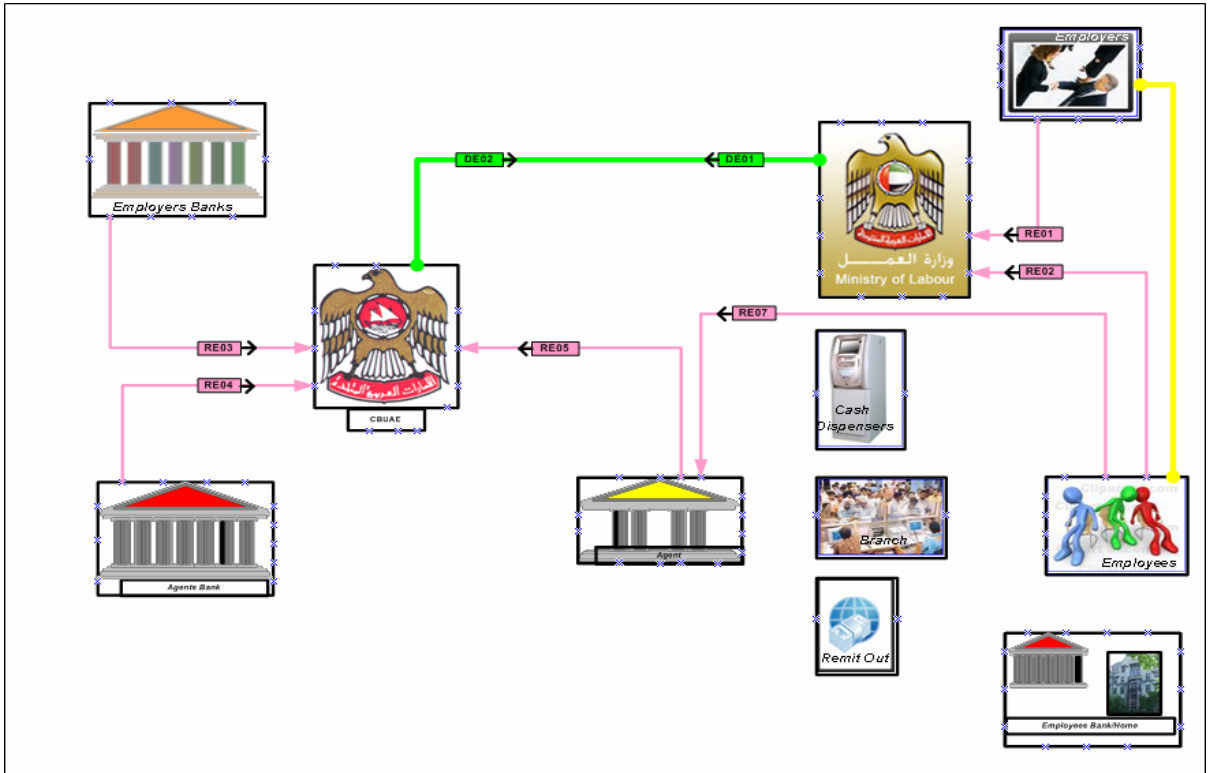 Employers
DE02
DE01
Employers Banks
RE01
وزارة العمل
Ministry of Labour
RE02
RE07
RE03
RE05
RE04
CBUAE
Cash
Dispensers
Agent
Branch
Employees
Agents Bank
Remit Out
Employees Bank/Home